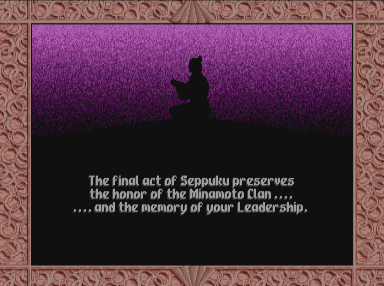 The final act of Seppuku preserves
the honor of the Minamoto Clan ....
.... and the memory of your Leadership.